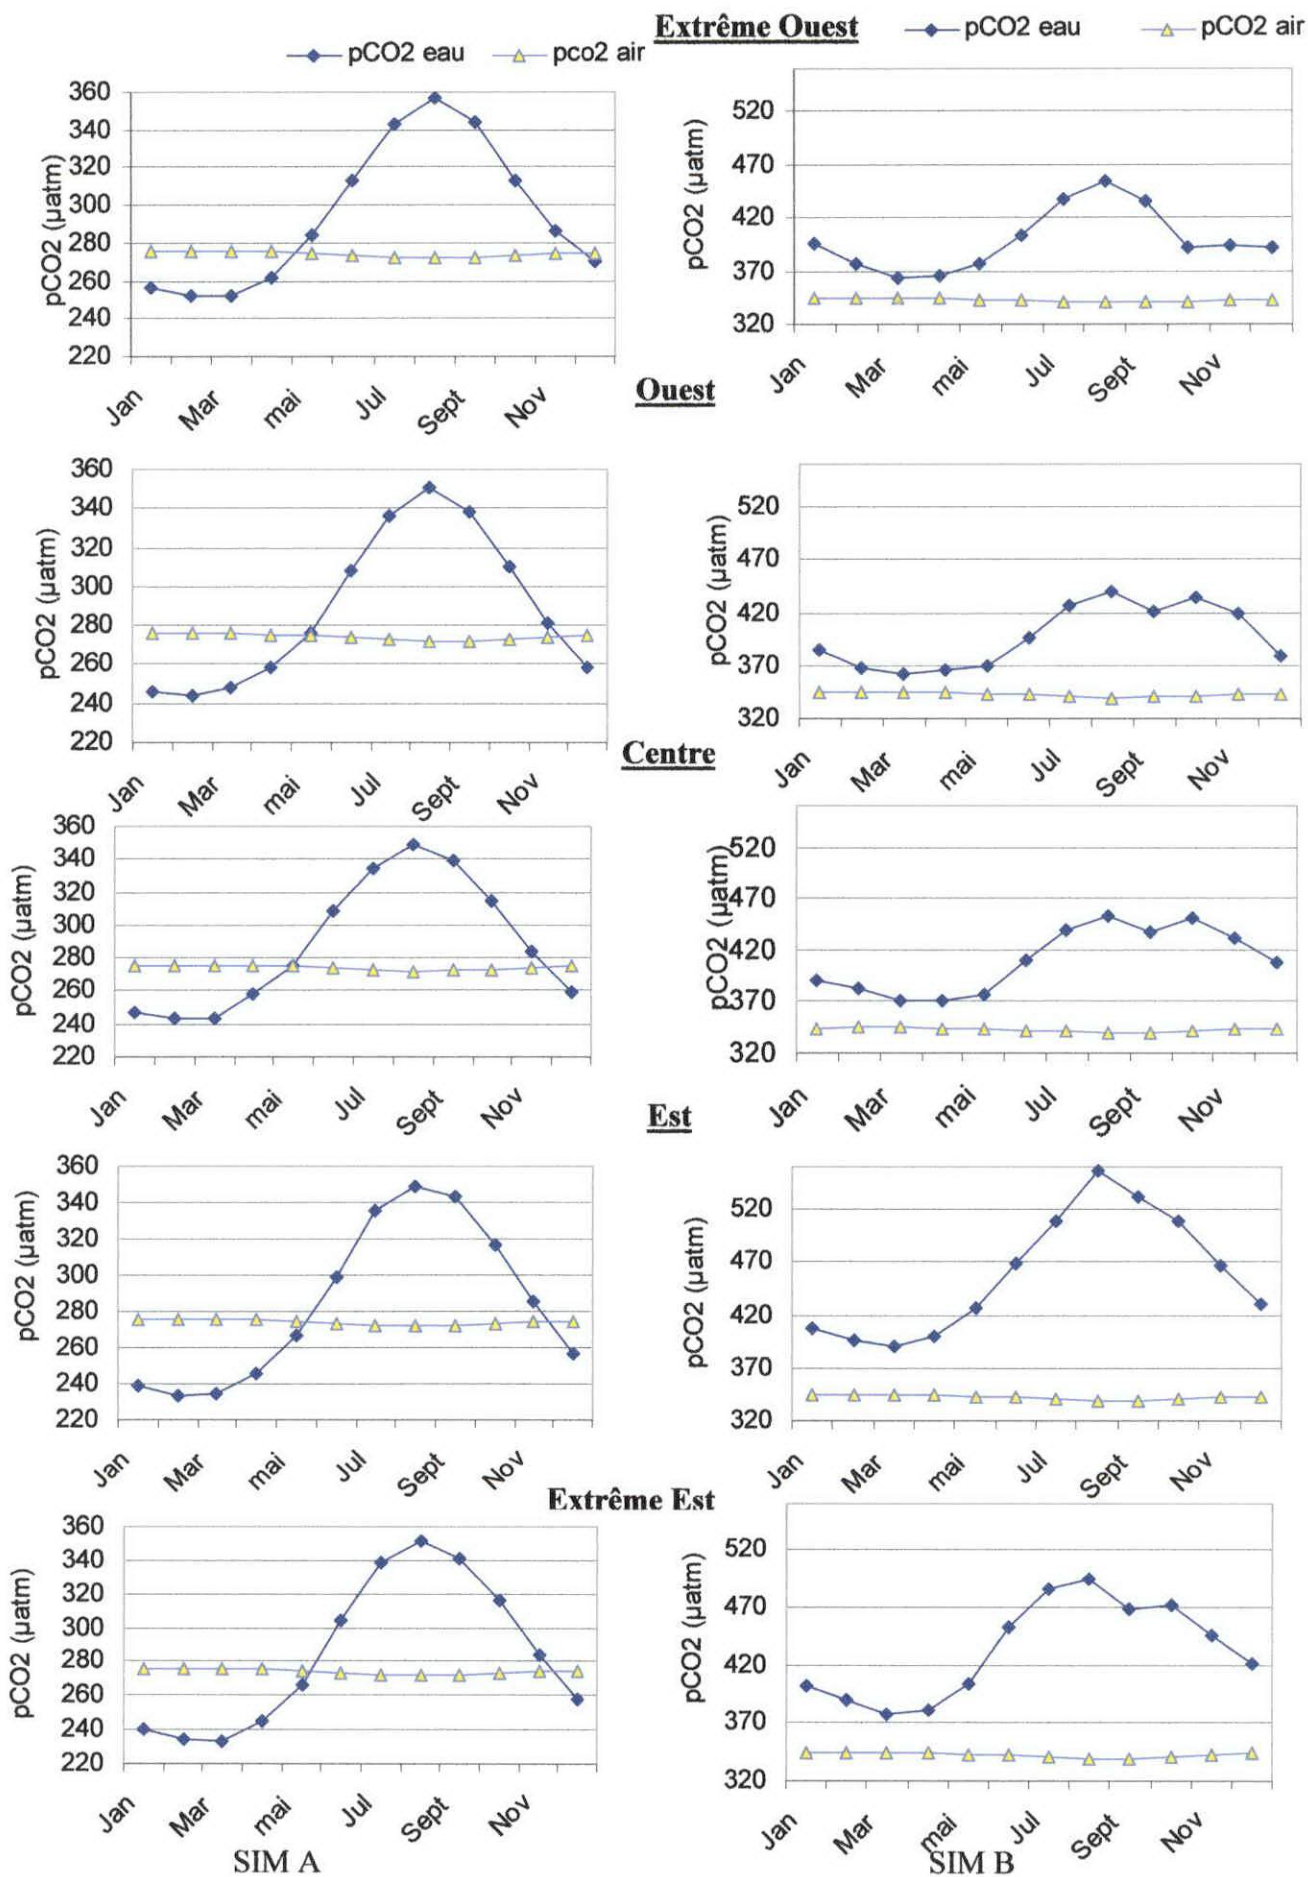 Extrême Ouest
pCO2 eau pco2 air
pCO2 eau pCO2 air
pCO2 (µatm)
360
340
320
300
280
260
240
220
Jan Mar mai Jul Sept Nov
pCO2 (µatm)
520
470
420
370
320
Jan Mar mai Jul Sept Nov
Ouest
pCO2 (µatm)
360
340
320
300
280
260
240
220
Jan Mar mai Jul Sept Nov
pCO2 (µatm)
520
470
420
370
320
Jan Mar mai Jul Sept Nov
Centre
pCO2 (µatm)
360
340
320
300
280
260
240
220
Jan Mar mai Jul Sept Nov
pCO2 (µatm)
520
470
420
370
320
Jan Mar mai Jul Sept Nov
Est
pCO2 (µatm)
360
340
320
300
280
260
240
220
Jan Mar mai Jul Sept Nov
pCO2 (µatm)
520
470
420
370
320
Jan Mar mai Jul Sept Nov
Extrême Est
pCO2 (µatm)
360
340
320
300
280
260
240
220
Jan Mar mai Jul Sept Nov
pCO2 (µatm)
520
470
420
370
320
Jan Mar mai Jul Sept Nov
SIM A
SIM B